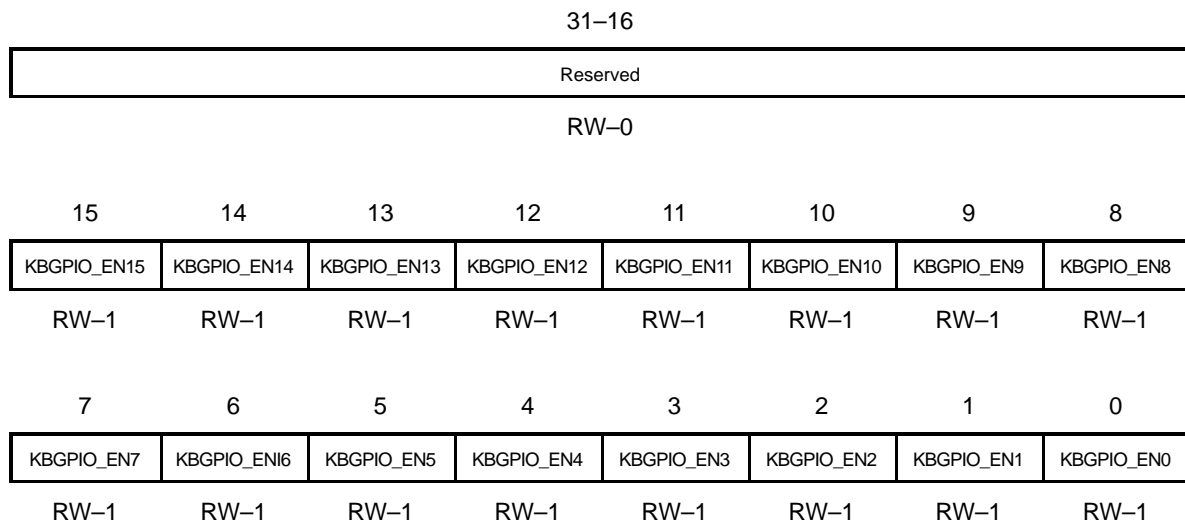 31–16
Reserved
RW–0
15 14 13 12 11 10 9 8
KBGPIO_EN15 KBGPIO_EN14 KBGPIO_EN13 KBGPIO_EN12 KBGPIO_EN11 KBGPIO_EN10 KBGPIO_EN9 KBGPIO_EN8
RW–1 RW–1 RW–1 RW–1 RW–1 RW–1 RW–1 RW–1
7 6 5 4 3 2 1 0
KBGPIO_EN7 KBGPIO_ENI6 KBGPIO_EN5 KBGPIO_EN4 KBGPIO_EN3 KBGPIO_EN2 KBGPIO_EN1 KBGPIO_EN0
RW–1 RW–1 RW–1 RW–1 RW–1 RW–1 RW–1 RW–1